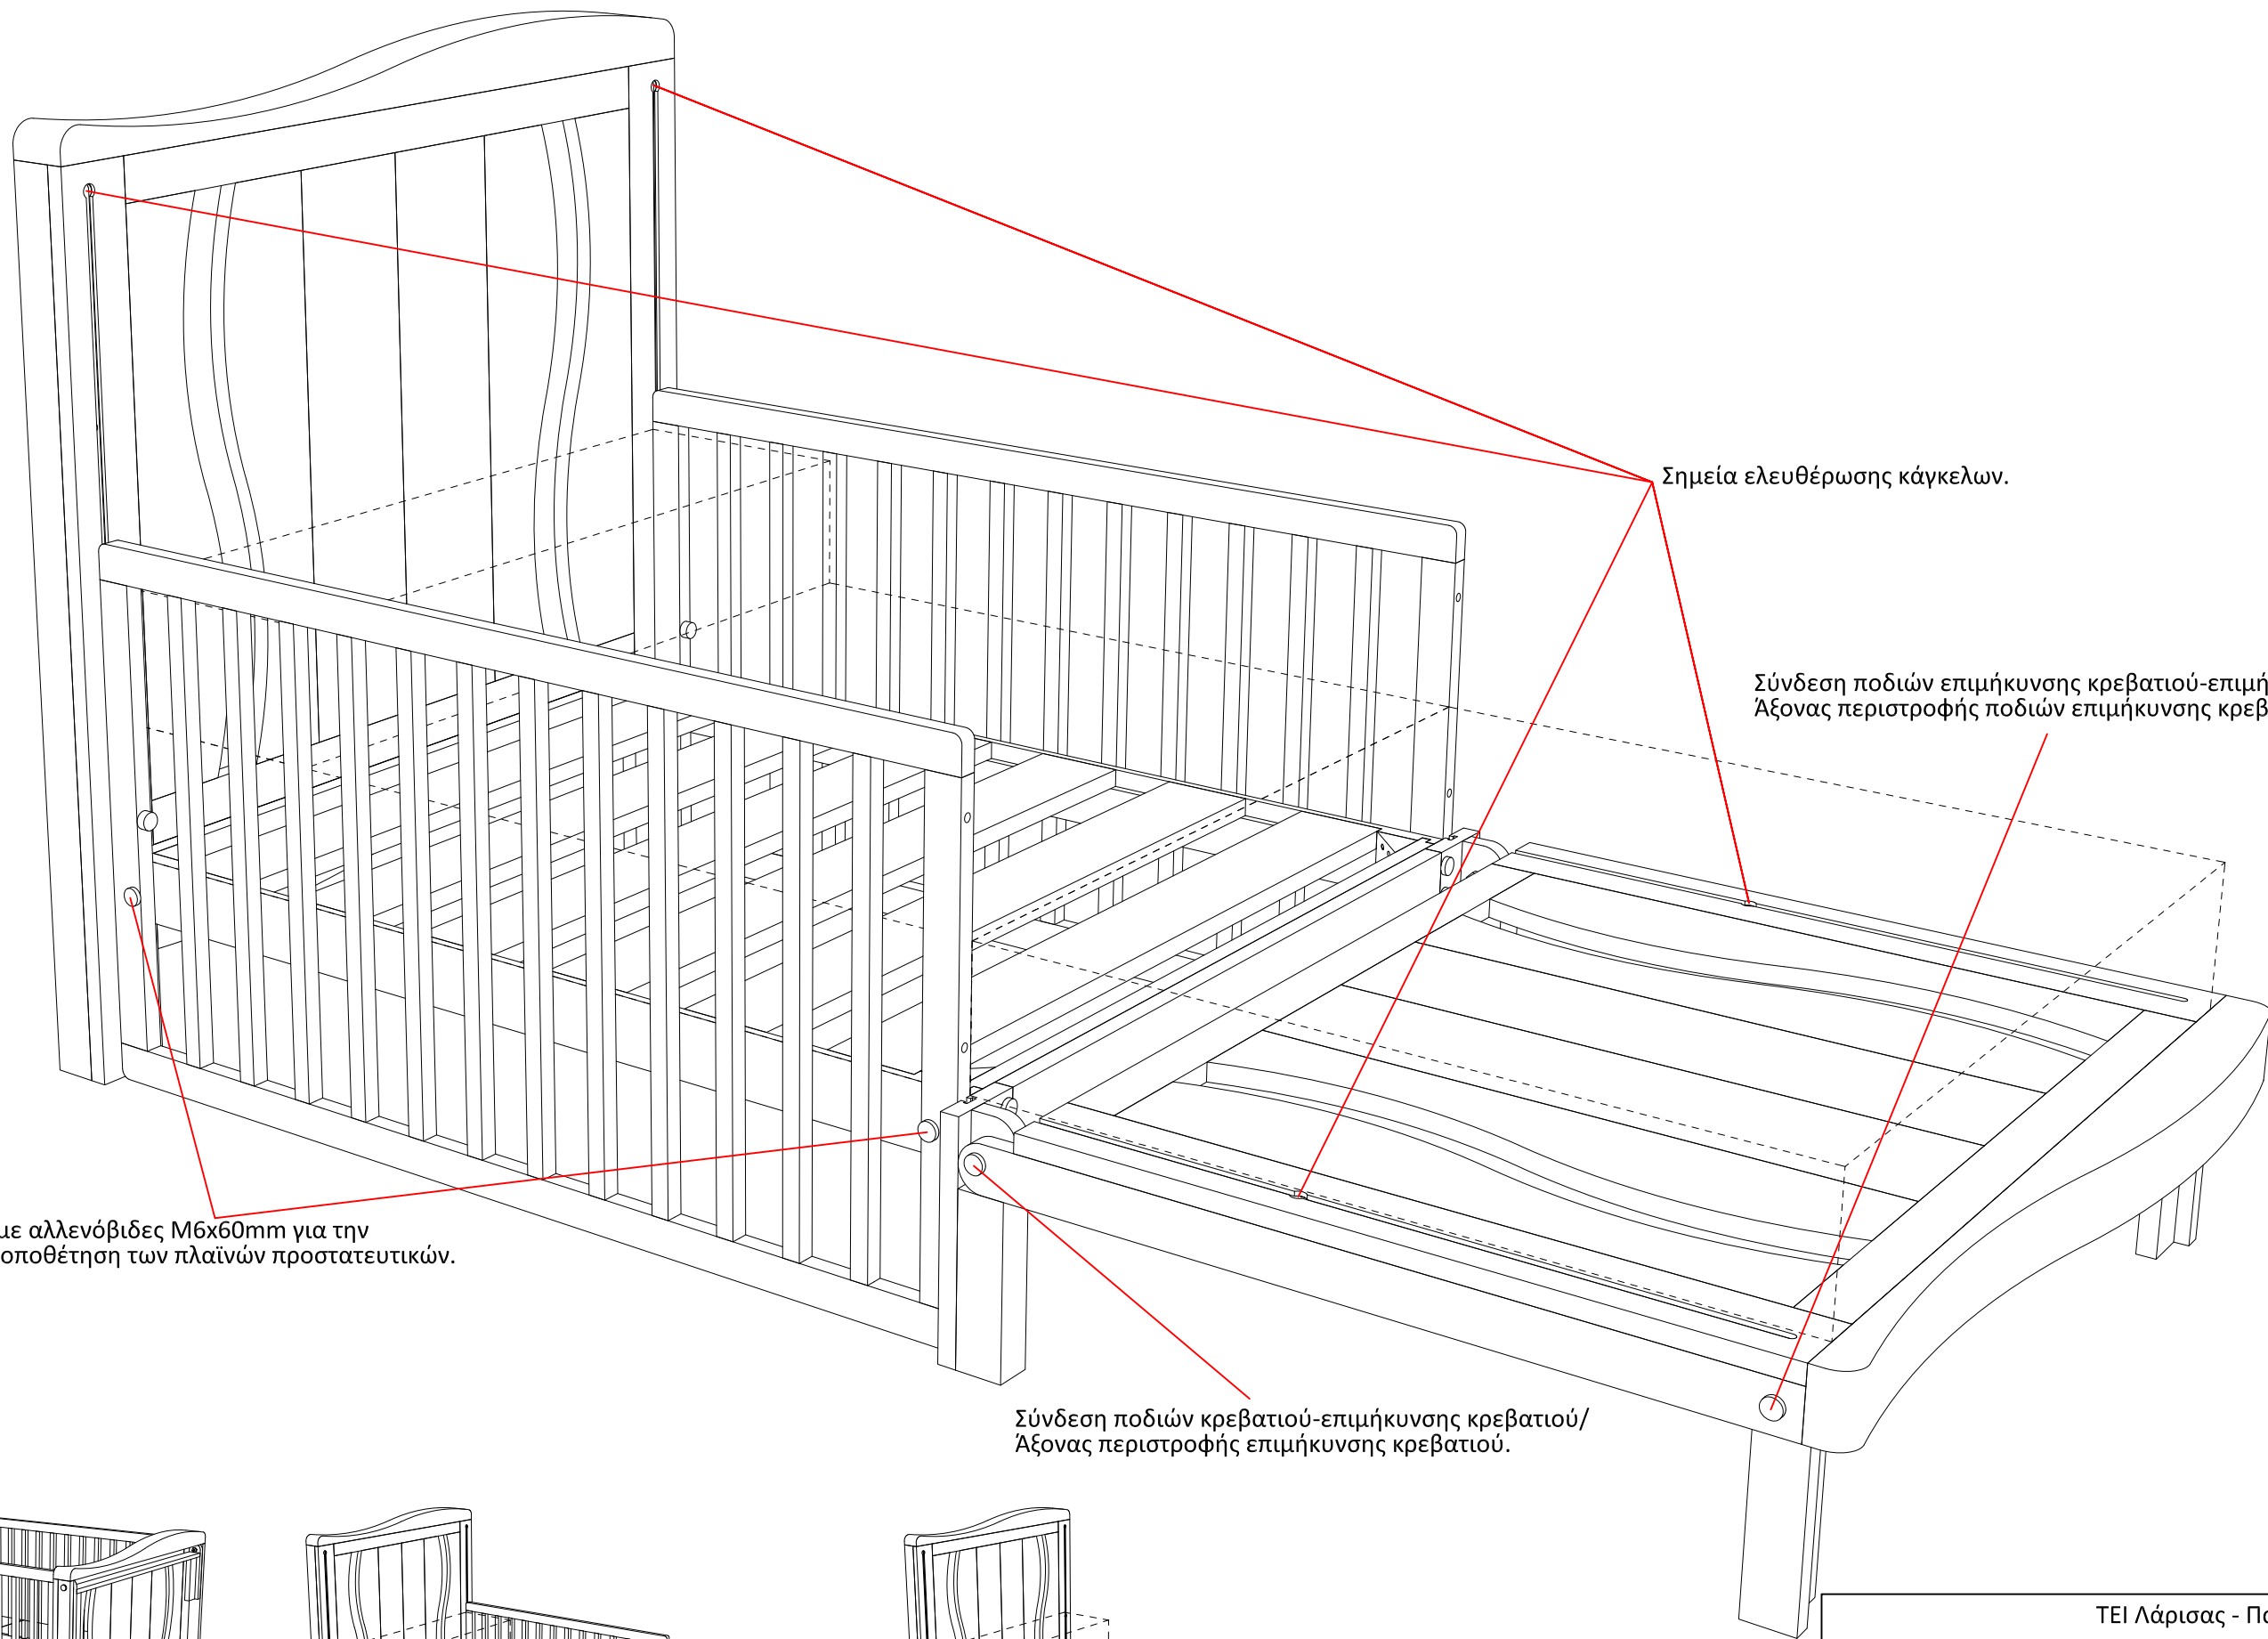 Σημεία ελευθέρωσης κάγκελων.
Σύνδεση ποδιών επιμήκυνσης κρεβατιού-επιμή
Άξονας περιστροφής ποδιών επιμήκυνσης κρεβ
με αλλενόβιδες M6x60mm για την
οποθέτηση των πλαϊνών προστατευτικών.
Σύνδεση ποδιών κρεβατιού-επιμήκυνσης κρεβατιού/
Άξονας περιστροφής επιμήκυνσης κρεβατιού.
ΤΕΙ Λάρισας - Πα